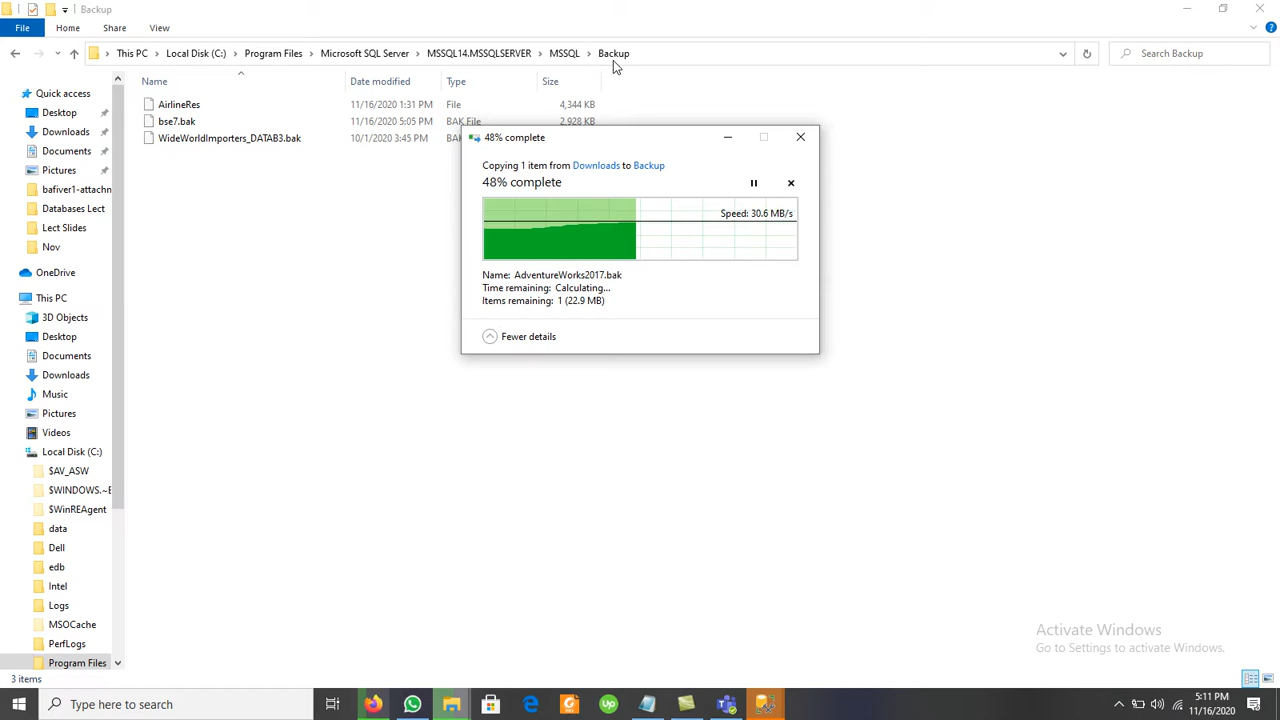 Backup
File Home Share View
This PC Local Disk (C:) Program Files Microsoft SQL Server MSSQL14.MSSQLSERVER MSSQL Backup Search Backup
Name Date modified Type Size
AirlineRes 11/16/2020 1:31 PM File 4,344 KB
bse7.bak 11/16/2020 5:05 PM BAK File 2,928 KB
WideWorldImporters_DATAB3.bak 10/1/2020 3:45 PM
Quick access
Desktop
Downloads
Documents
Pictures
bafiver1-attachn
Databases Lect
Lect Slides
Nov
OneDrive
This PC
3D Objects
Desktop
Documents
Downloads
Music
Pictures
Videos
Local Disk (C:)
$AV_ASW
$WINDOWS.~E
$WinREAgent
data
Dell
edb
Intel
Logs
MSOCache
PerfLogs
Program Files
48% complete
Copying 1 item from Downloads to Backup
48% complete
Speed: 30.6 MB/s
Name: AdventureWorks2017.bak
Time remaining: Calculating...
Items remaining: 1 (22.9 MB)
Fewer details
Activate Windows
Go to Settings to activate Windows.
3 items
Type here to search
5:11 PM
11/16/2020